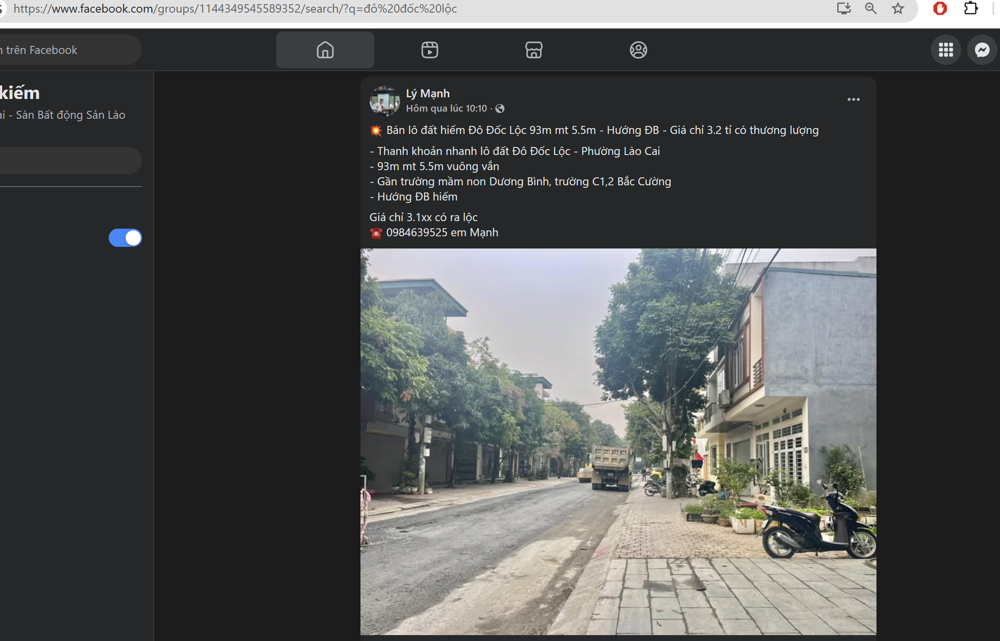 https://www.facebook.com/groups/1144349545589352/search/?q=đô%20đốc%20lộc
trên Facebook
kiếm
- Sàn Bất động Sản Lào
Lý Mạnh
Hôm qua lúc 10:10 ·
💥 Bán lô đất hiếm Đô Đốc Lộc 93m mt 5.5m - Hướng ĐB - Giá chỉ 3.2 tỉ có thương lượng
- Thanh khoản nhanh lô đất Đô Đốc Lộc - Phường Lào Cai
- 93m mt 5.5m vuông vắn
- Gần trường mầm non Dương Bình, trường C1,2 Bắc Cường
- Hướng ĐB hiếm
Giá chỉ 3.1xx có ra lộc
☎️ 0984639525 em Mạnh